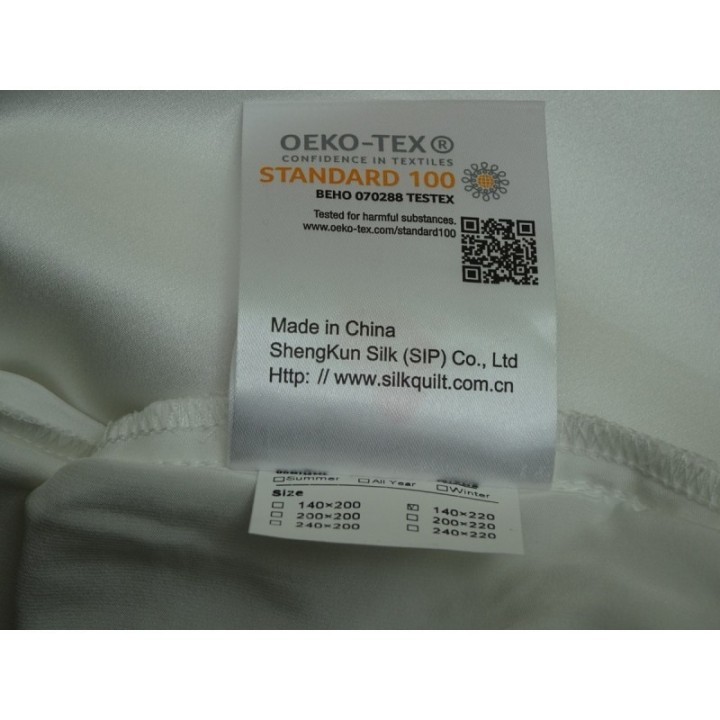 OEKO-TEX®
CONFIDENCE IN TEXTILES
STANDARD 100
BEHO 070288 TESTEX
Tested for harmful substances.
www.oeko-tex.com/standard100
Made in China
ShengKun Silk (SIP) Co., Ltd
Http: // www.silkquilt.com.cn
☐Summer ☐All Year ☐Winter
Size
☐ 140×200 ☑ 140×220
☐ 200×200 ☐ 200×220
☐ 240×200 ☐ 240×220